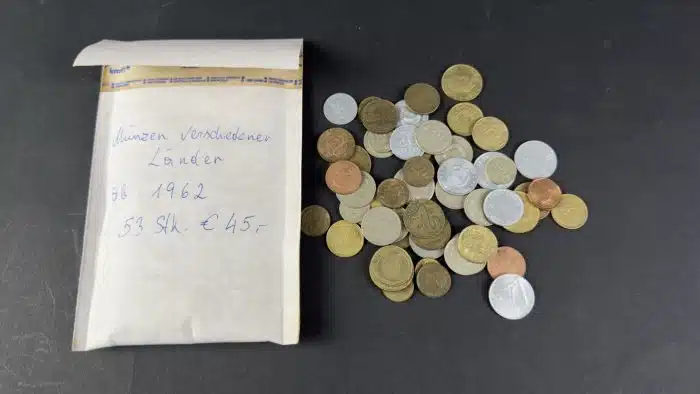 Münzen verschiedener
Länder
ab 1962
53 Stk. € 45,-